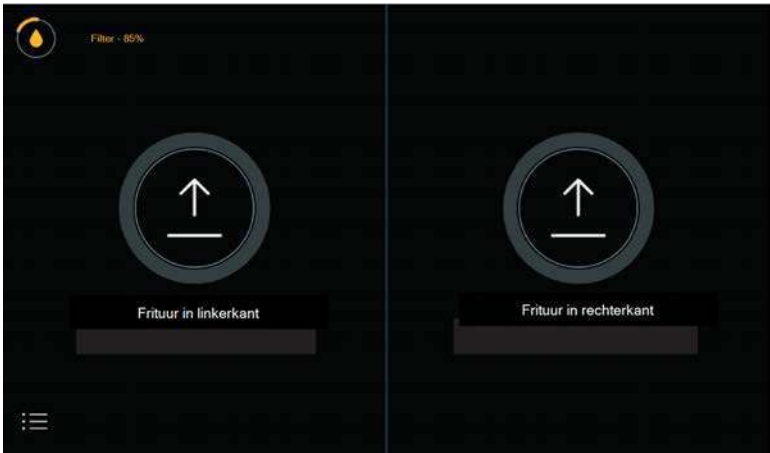 Filter - 85%
Frituur in linkerkant
Frituur in rechterkant